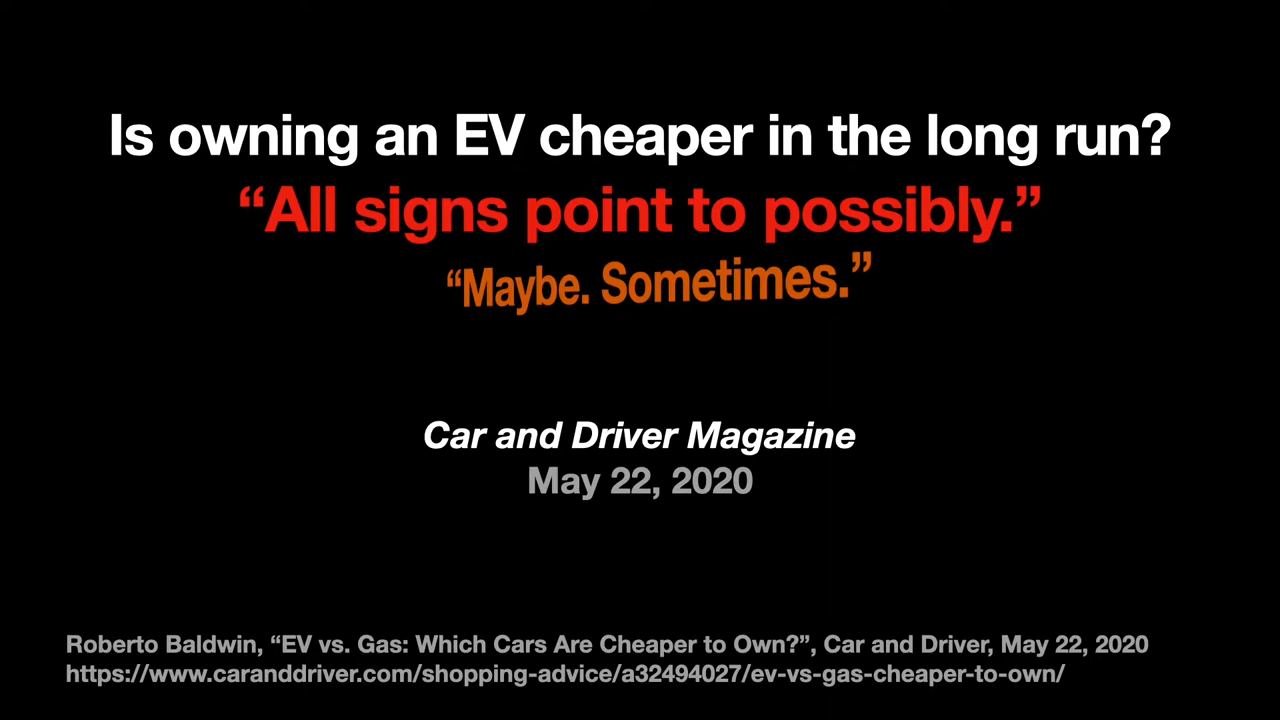 Is owning an EV cheaper in the long run?
“All signs point to possibly.”
“Maybe. Sometimes.”
Car and Driver Magazine
May 22, 2020
Roberto Baldwin, “EV vs. Gas: Which Cars Are Cheaper to Own?”, Car and Driver, May 22, 2020
https://www.caranddriver.com/shopping-advice/a32494027/ev-vs-gas-cheaper-to-own/